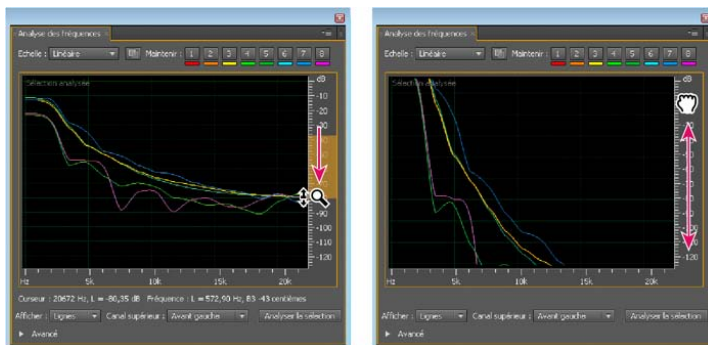 Analyse des fréquences
Echelle : Linéaire Maintenir : 1 2 3 4 5 6 7 8
Sélection analysée
dB
-10
-20
-30
-80
-90
-100
-110
-120
Hz 5k 10k 15k 20k
Curseur : 20672 Hz, L = -80,35 dB Fréquence : L = 572,90 Hz, B3 -43 centièmes
Afficher : Lignes Canal supérieur : Avant gauche Analyser la sélection
Avancé
Analyse des fréquences
Echelle : Linéaire Maintenir : 1 2 3 4 5 6 7 8
Sélection analysée
dB
-120
Hz 5k 10k 15k 20k
Afficher : Lignes Canal supérieur : Avant gauche Analyser la sélection
Avancé